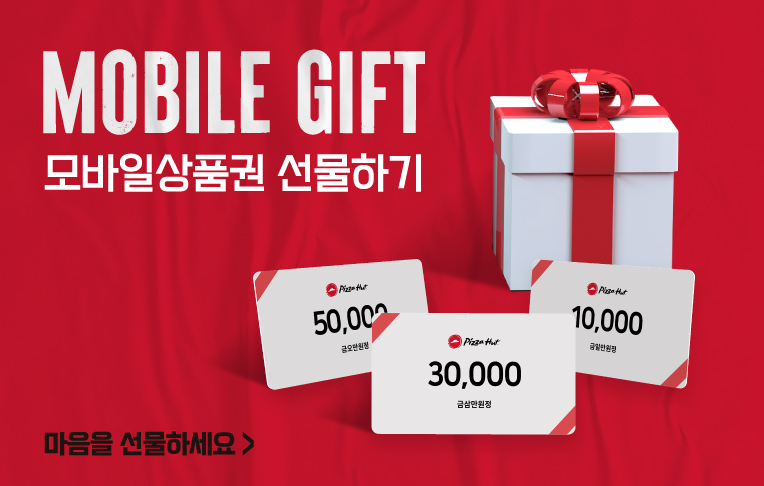 MOBILE GIFT
모바일상품권 선물하기
Pizza Hut
50,000
금오만원정
Pizza Hut
30,000
금삼만원정
Pizza Hut
10,000
금일만원정
마음을 선물하세요 >